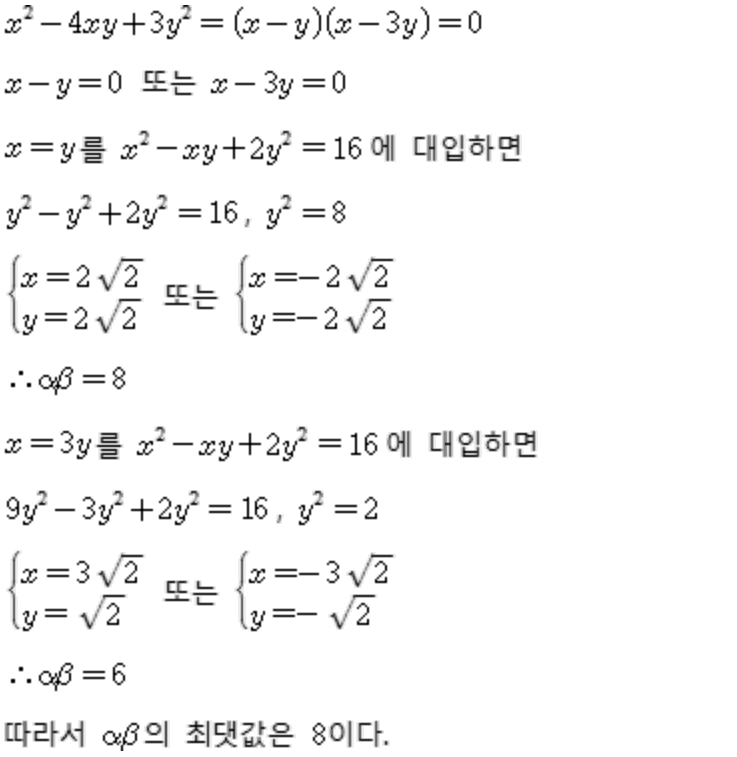 x² − 4xy + 3y² = (x − y)(x − 3y) = 0
x − y = 0 또는 x − 3y = 0
x = y를 x² − xy + 2y² = 16에 대입하면
y² − y² + 2y² = 16, y² = 8
{x = 2√2, y = 2√2 또는 {x = −2√2, y = −2√2
∴ αβ = 8
x = 3y를 x² − xy + 2y² = 16에 대입하면
9y² − 3y² + 2y² = 16, y² = 2
{x = 3√2, y = √2 또는 {x = −3√2, y = −√2
∴ αβ = 6
따라서 αβ의 최댓값은 8이다.